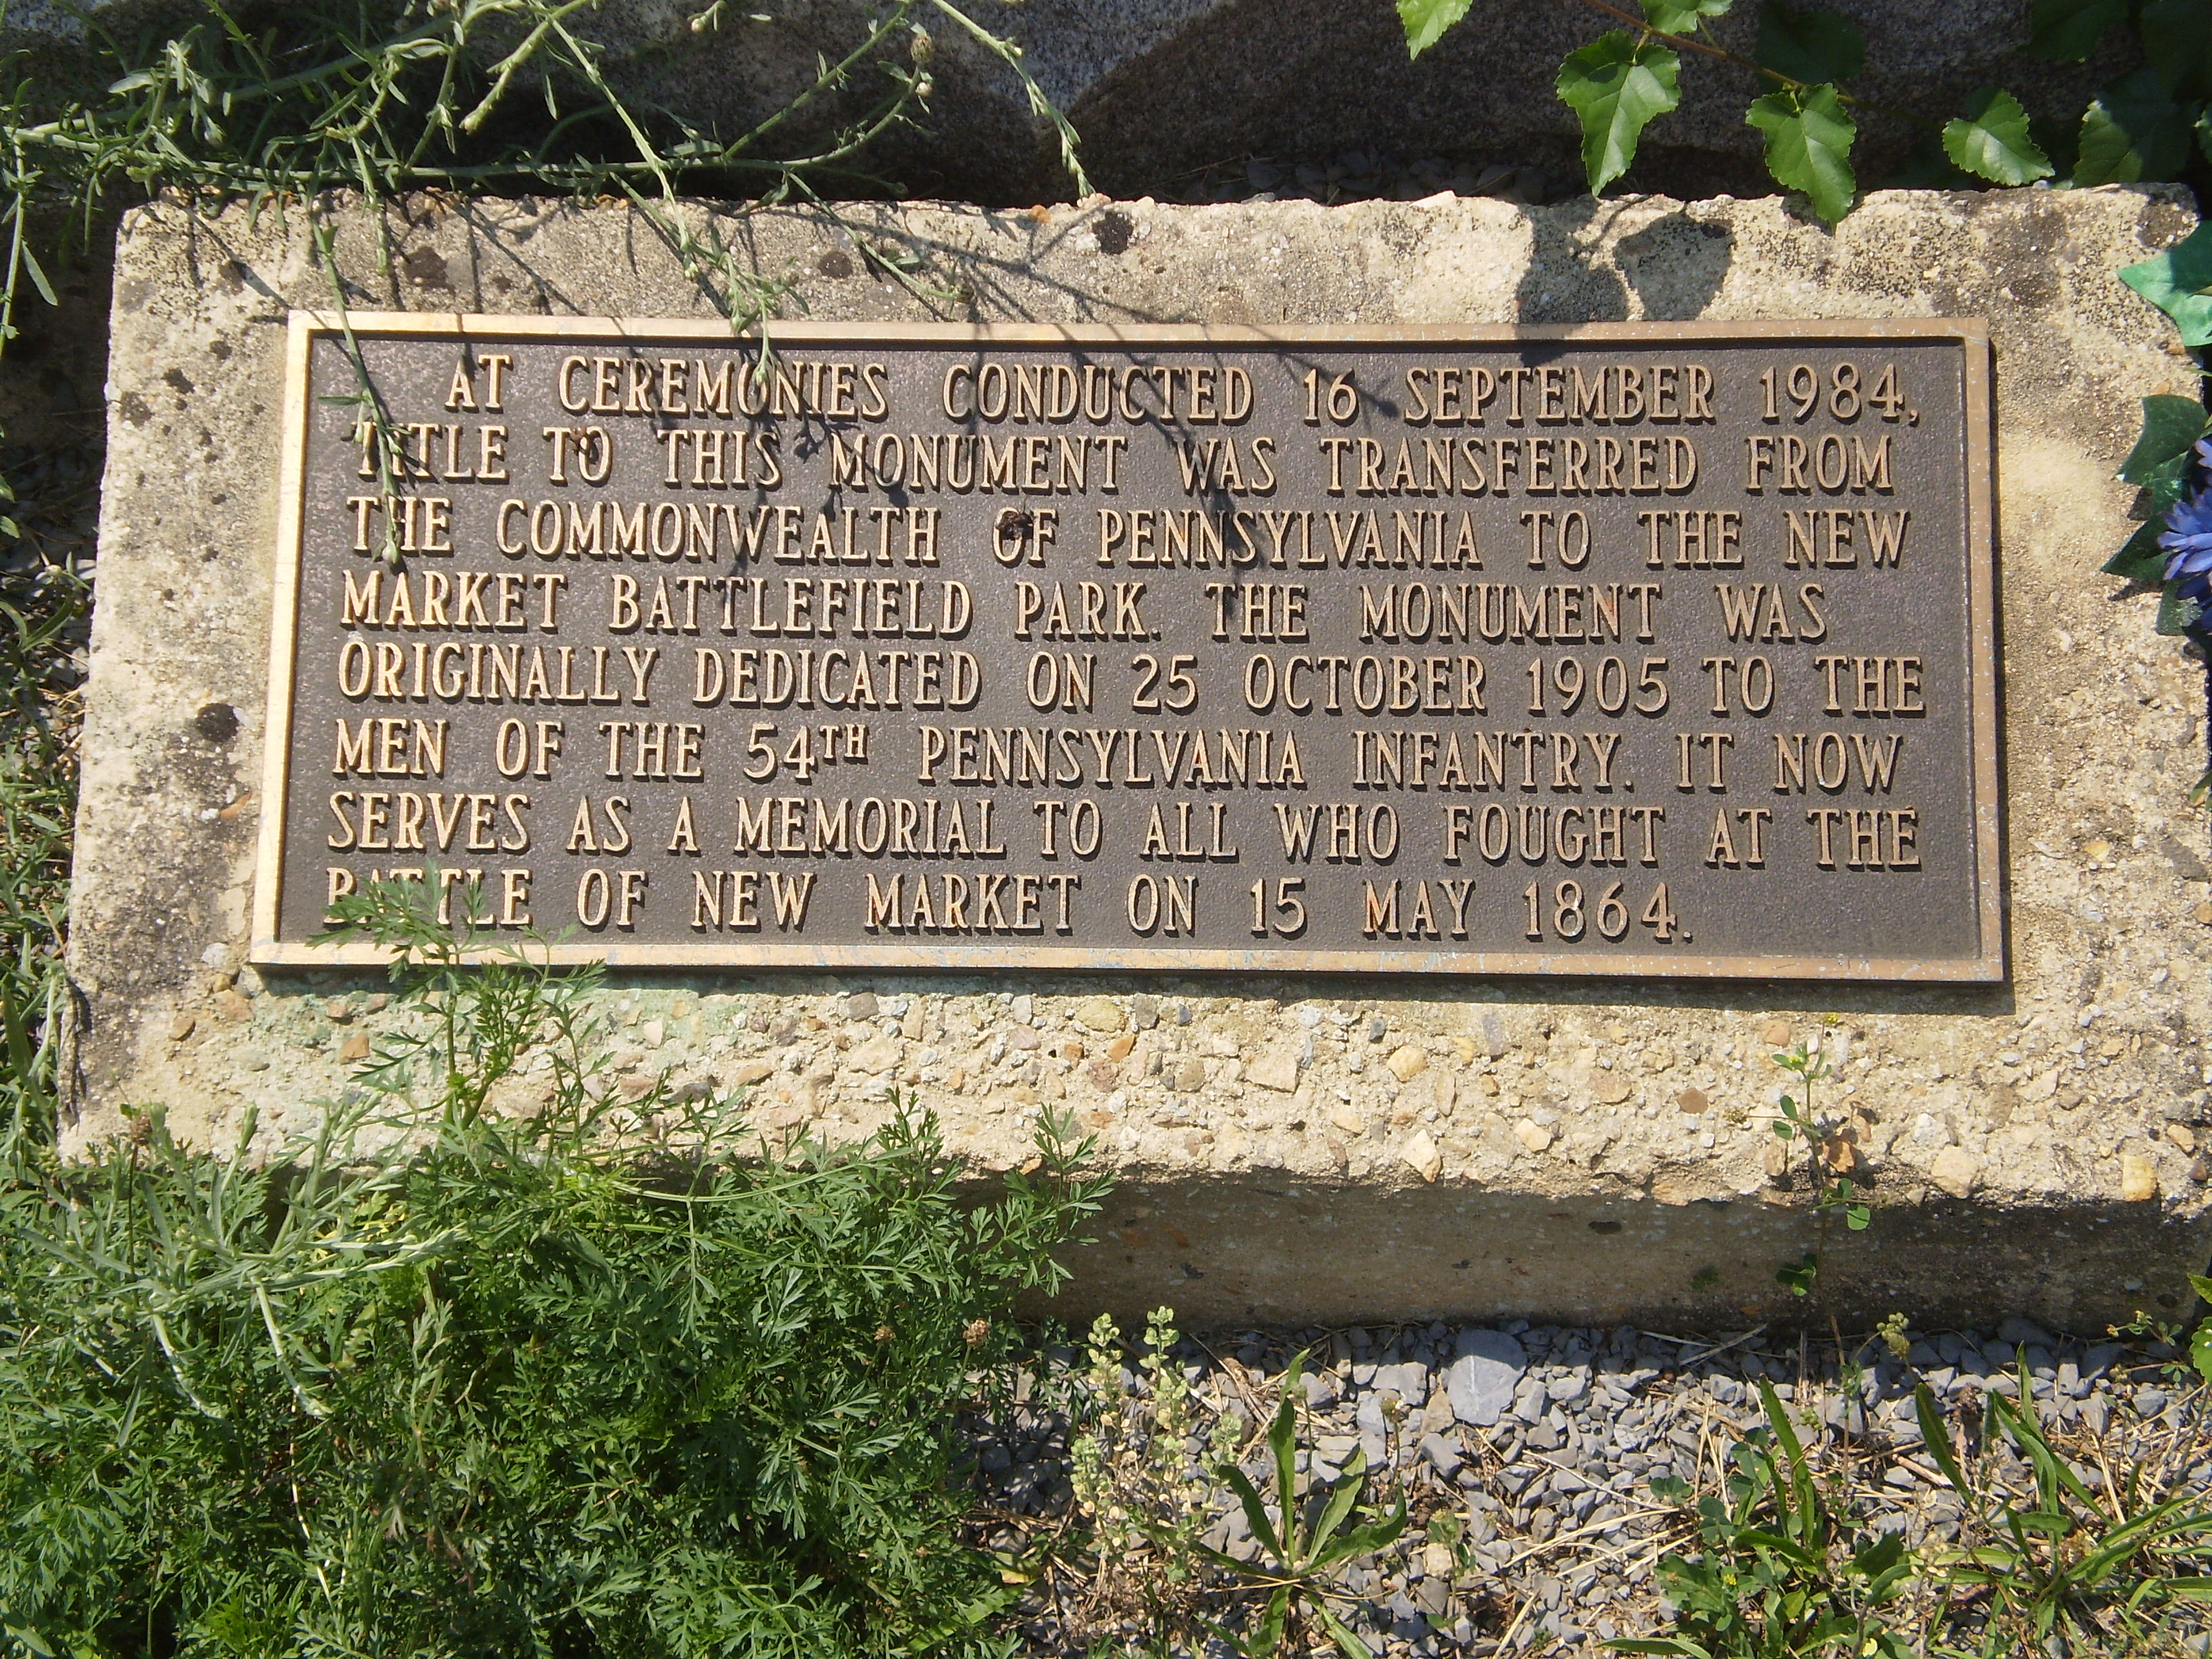 AT CEREMONIES CONDUCTED 16 SEPTEMBER 1984,
TITLE TO THIS MONUMENT WAS TRANSFERRED FROM
THE COMMONWEALTH OF PENNSYLVANIA TO THE NEW
MARKET BATTLEFIELD PARK. THE MONUMENT WAS
ORIGINALLY DEDICATED ON 25 OCTOBER 1905 TO THE
MEN OF THE 54TH PENNSYLVANIA INFANTRY. IT NOW
SERVES AS A MEMORIAL TO ALL WHO FOUGHT AT THE
BATTLE OF NEW MARKET ON 15 MAY 1864.